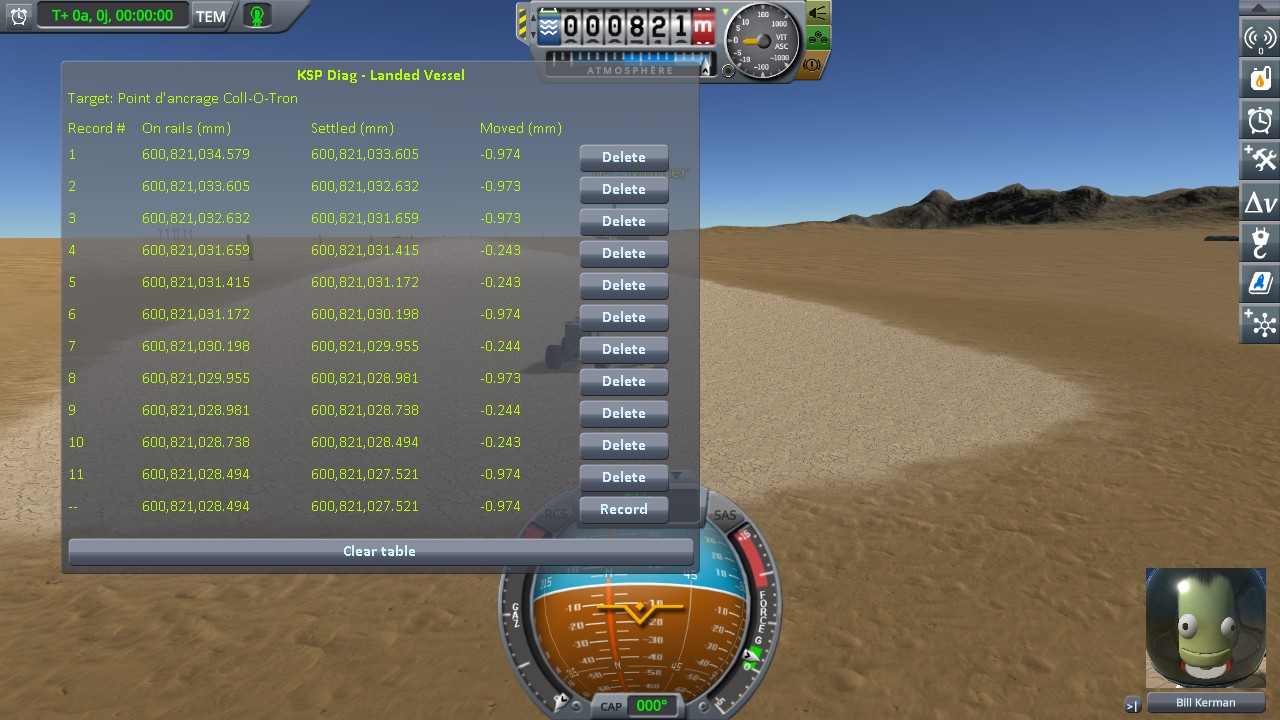 T+ 0a, 0j, 00:00:00 TEM
000821 m
ATMOSPHÈRE
VIT
ASC
KSP Diag - Landed Vessel
Target: Point d'ancrage Coll-O-Tron
Record # On rails (mm) Settled (mm) Moved (mm)
1 600,821,034.579 600,821,033.605 -0.974 Delete
2 600,821,033.605 600,821,032.632 -0.973 Delete
3 600,821,032.632 600,821,031.659 -0.973 Delete
4 600,821,031.659 600,821,031.415 -0.243 Delete
5 600,821,031.415 600,821,031.172 -0.243 Delete
6 600,821,031.172 600,821,030.198 -0.974 Delete
7 600,821,030.198 600,821,029.955 -0.244 Delete
8 600,821,029.955 600,821,028.981 -0.973 Delete
9 600,821,028.981 600,821,028.738 -0.244 Delete
10 600,821,028.738 600,821,028.494 -0.243 Delete
11 600,821,028.494 600,821,027.521 -0.974 Delete
-- 600,821,028.494 600,821,027.521 -0.974 Record
Clear table
Δv
RCS SAS
GAZ
FORCE G
CAP 000°
Bill Kerman